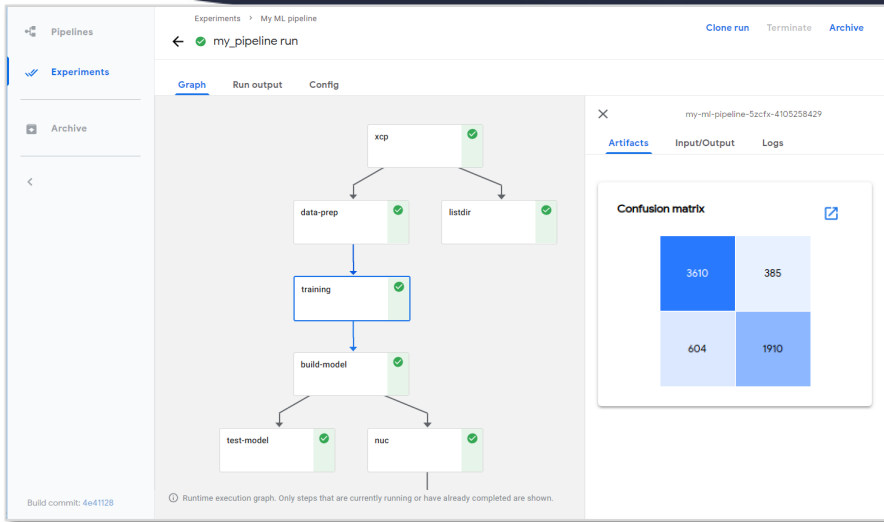 Experiments > My ML pipeline
my_pipeline run
Clone run Terminate Archive
Pipelines
Experiments
Archive
Build commit: 4e41128
Graph Run output Config
xcp
data-prep
listdir
training
build-model
test-model
nuc
Runtime execution graph. Only steps that are currently running or have already completed are shown.
my-ml-pipeline-5zcfx-4105258429
Artifacts Input/Output Logs
Confusion matrix
3610 385
604 1910